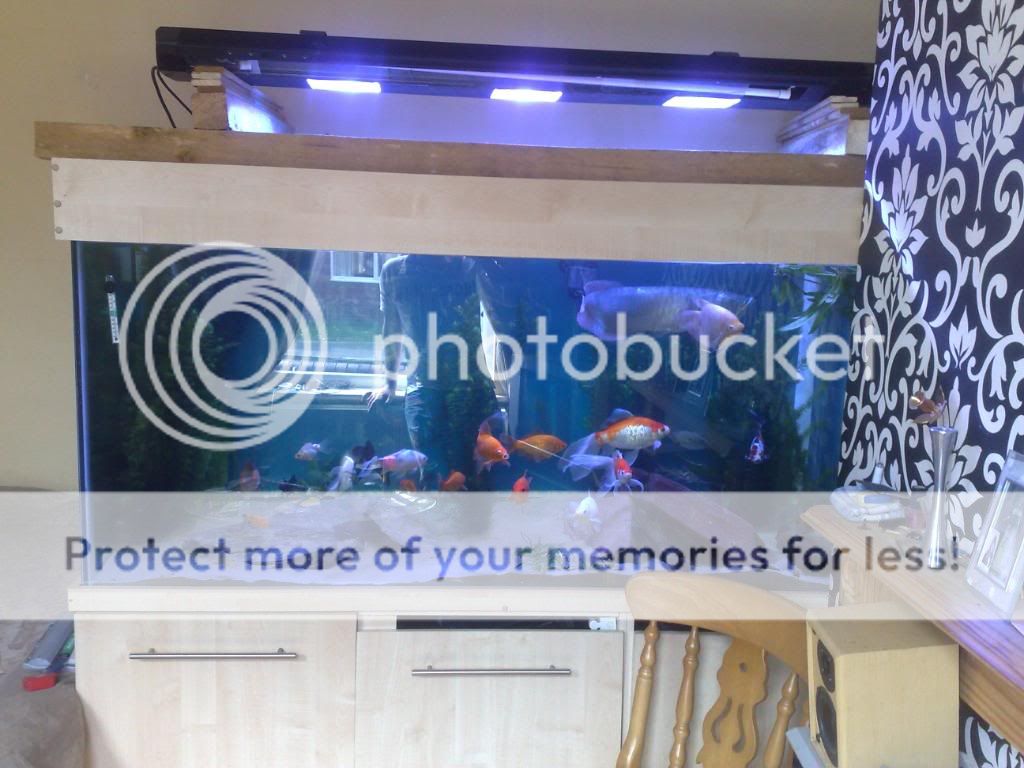 photobucket
Protect more of your memories for less!